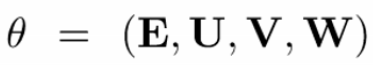 θ = (E, U, V, W)